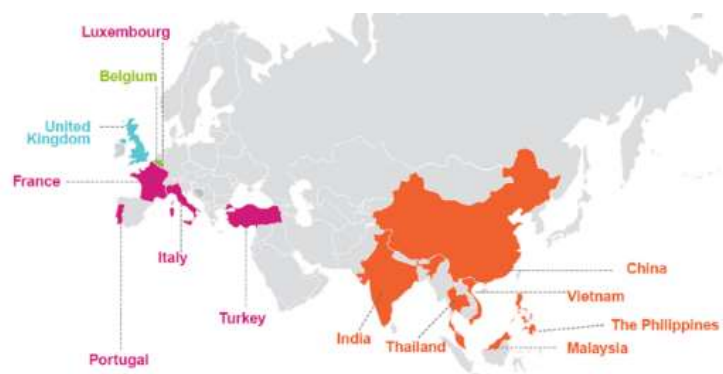 Luxembourg
Belgium
United
Kingdom
France
Italy
Turkey
Portugal
China
Vietnam
The Philippines
India
Thailand
Malaysia